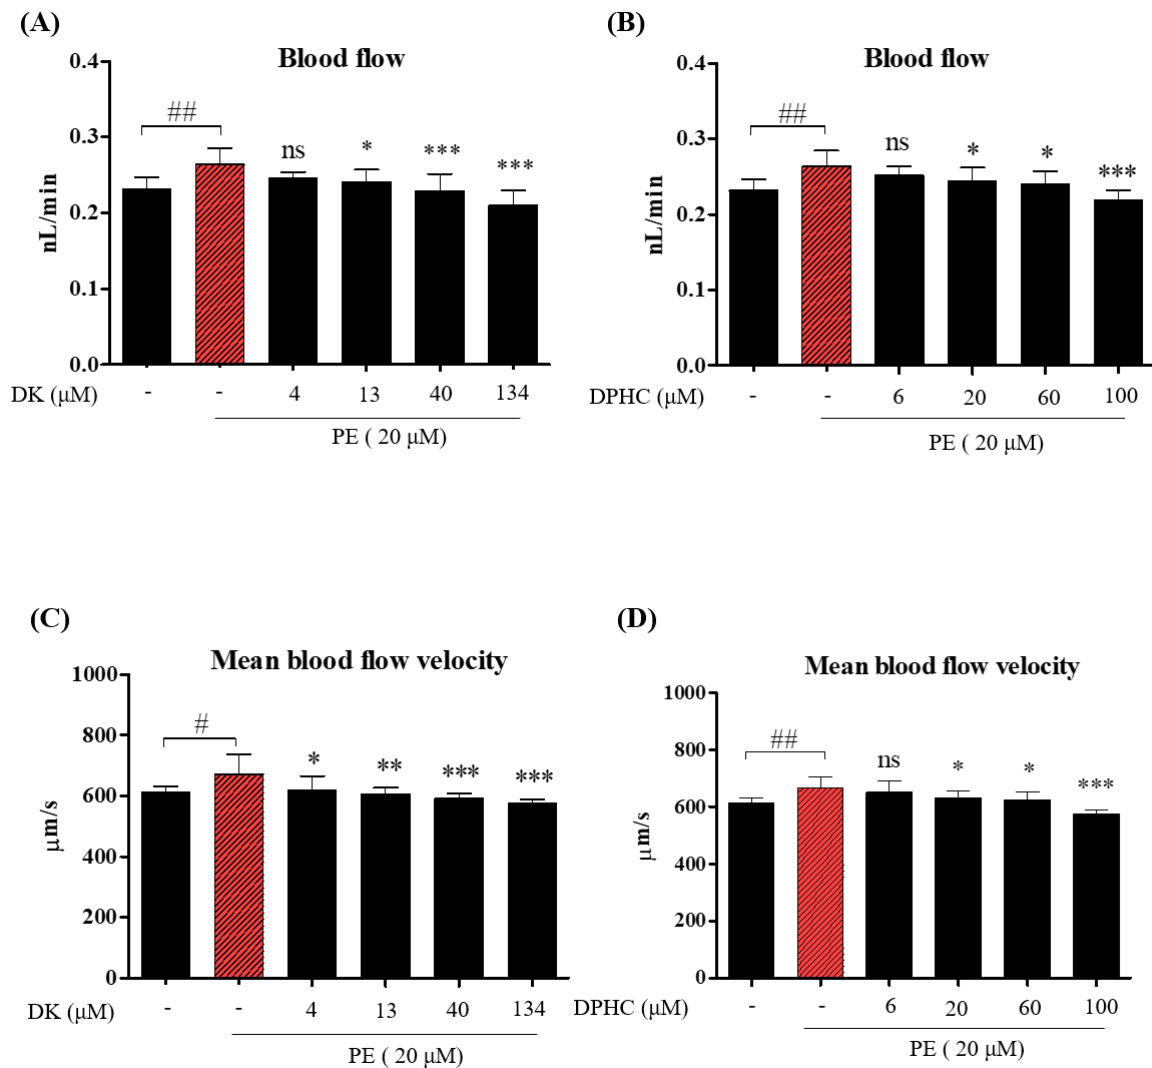 (A)
Blood flow
0.4
0.3
0.2
0.1
0.0
nL/min
##
ns
*
***
***
DK (μM)
- - 4 13 40 134
PE ( 20 μM)
(B)
Blood flow
0.4
0.3
0.2
0.1
0.0
nL/min
##
ns
*
*
***
DPHC (μM)
- - 6 20 60 100
PE ( 20 μM)
(C)
Mean blood flow velocity
1000
800
600
400
200
0
μm/s
#
*
**
***
***
DK (μM)
- - 4 13 40 134
PE ( 20 μM)
(D)
Mean blood flow velocity
1000
800
600
400
200
0
μm/s
##
ns
*
*
***
DPHC (μM)
- - 6 20 60 100
PE ( 20 μM)